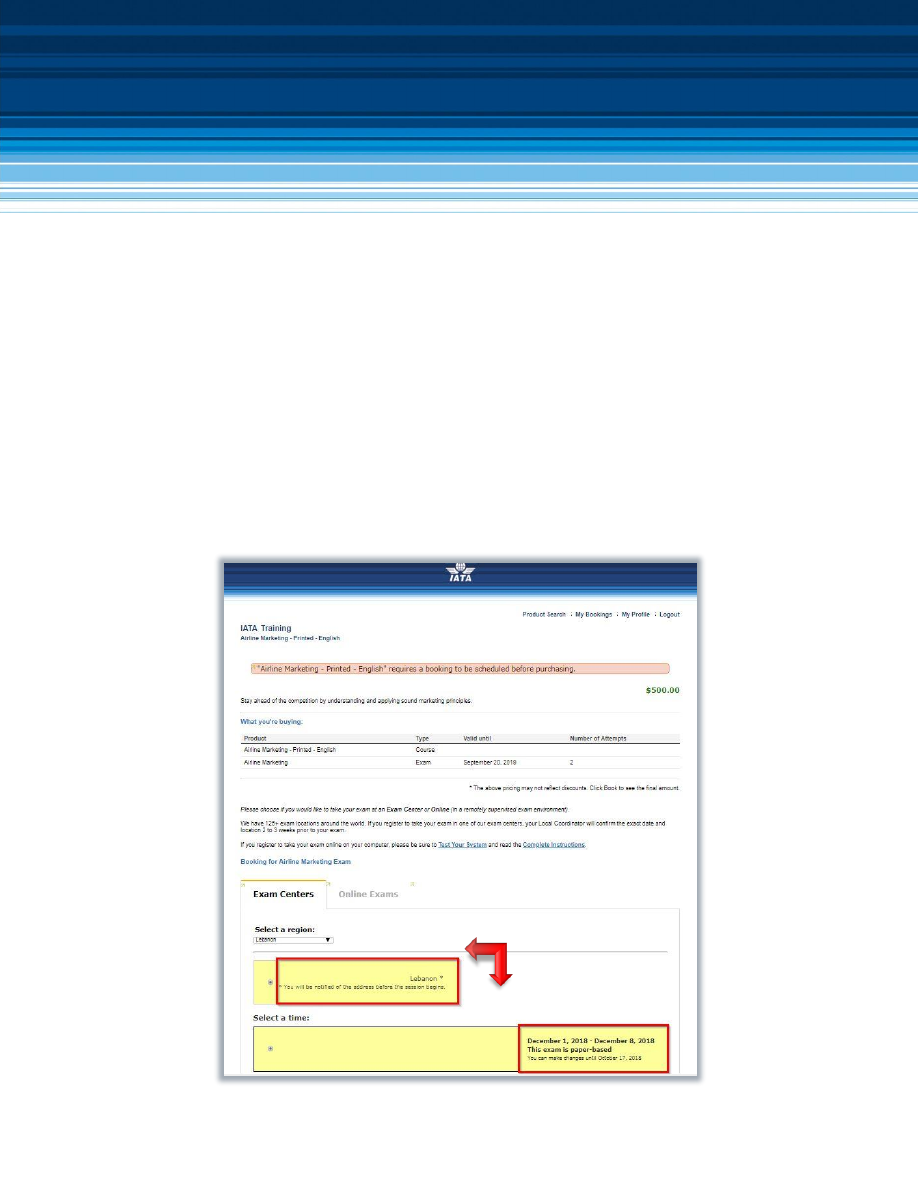 IATA
Product Search : My Bookings : My Profile : Logout
IATA Training
Airline Marketing - Printed - English
"Airline Marketing - Printed - English" requires a booking to be scheduled before purchasing.
$500.00
Stay ahead of the competition by understanding and applying sound marketing principles.
What you're buying:
Product Type Valid until Number of Attempts
Airline Marketing - Printed - English Course
Airline Marketing Exam September 20, 2018 2
* The above pricing may not reflect discounts. Click Book to see the final amount.
Please choose if you would like to take your exam at an Exam Center or Online (in a remotely supervised exam environment).
We have 125+ exam locations around the world. If you register to take your exam in one of our exam centers, your Local Coordinator will confirm the exact date and
location 2 to 3 weeks prior to your exam.
If you register to take your exam online on your computer, please be sure to Test Your System and read the Complete Instructions.
Booking for Airline Marketing Exam
Exam Centers Online Exams
Select a region:
Lebanon
Lebanon *
* You will be notified of the address before the session begins.
Select a time:
December 1, 2018 - December 8, 2018
This exam is paper-based
You can make changes until October 17, 2018